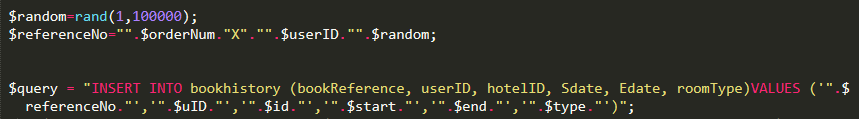 $random=rand(1,100000);
$referenceNo="".$orderNum."X"."".$userID."".$random;
$query = "INSERT INTO bookhistory (bookReference, userID, hotelID, Sdate, Edate, roomType)VALUES ('".$
referenceNo."','".$uID."','".$id."','".$start."','".$end."','".$type."')";